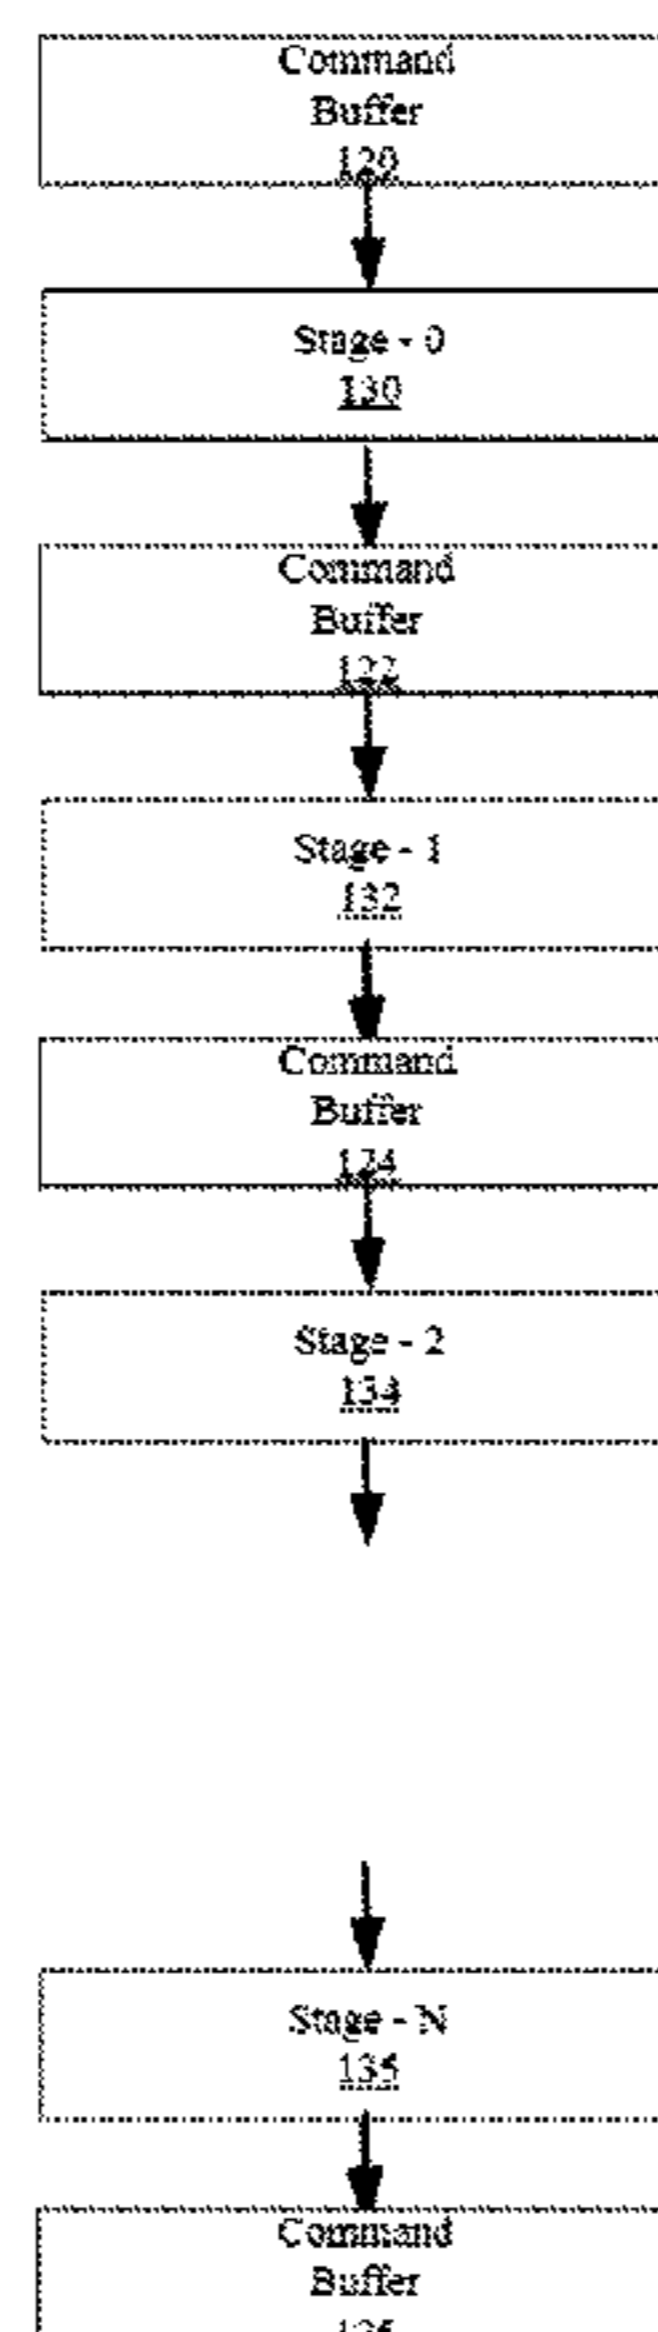 Command
Buffer
120
Stage - 0
130
Command
Buffer
122
Stage - 1
132
Command
Buffer
124
Stage - 2
134
Stage - N
135
Command
Buffer